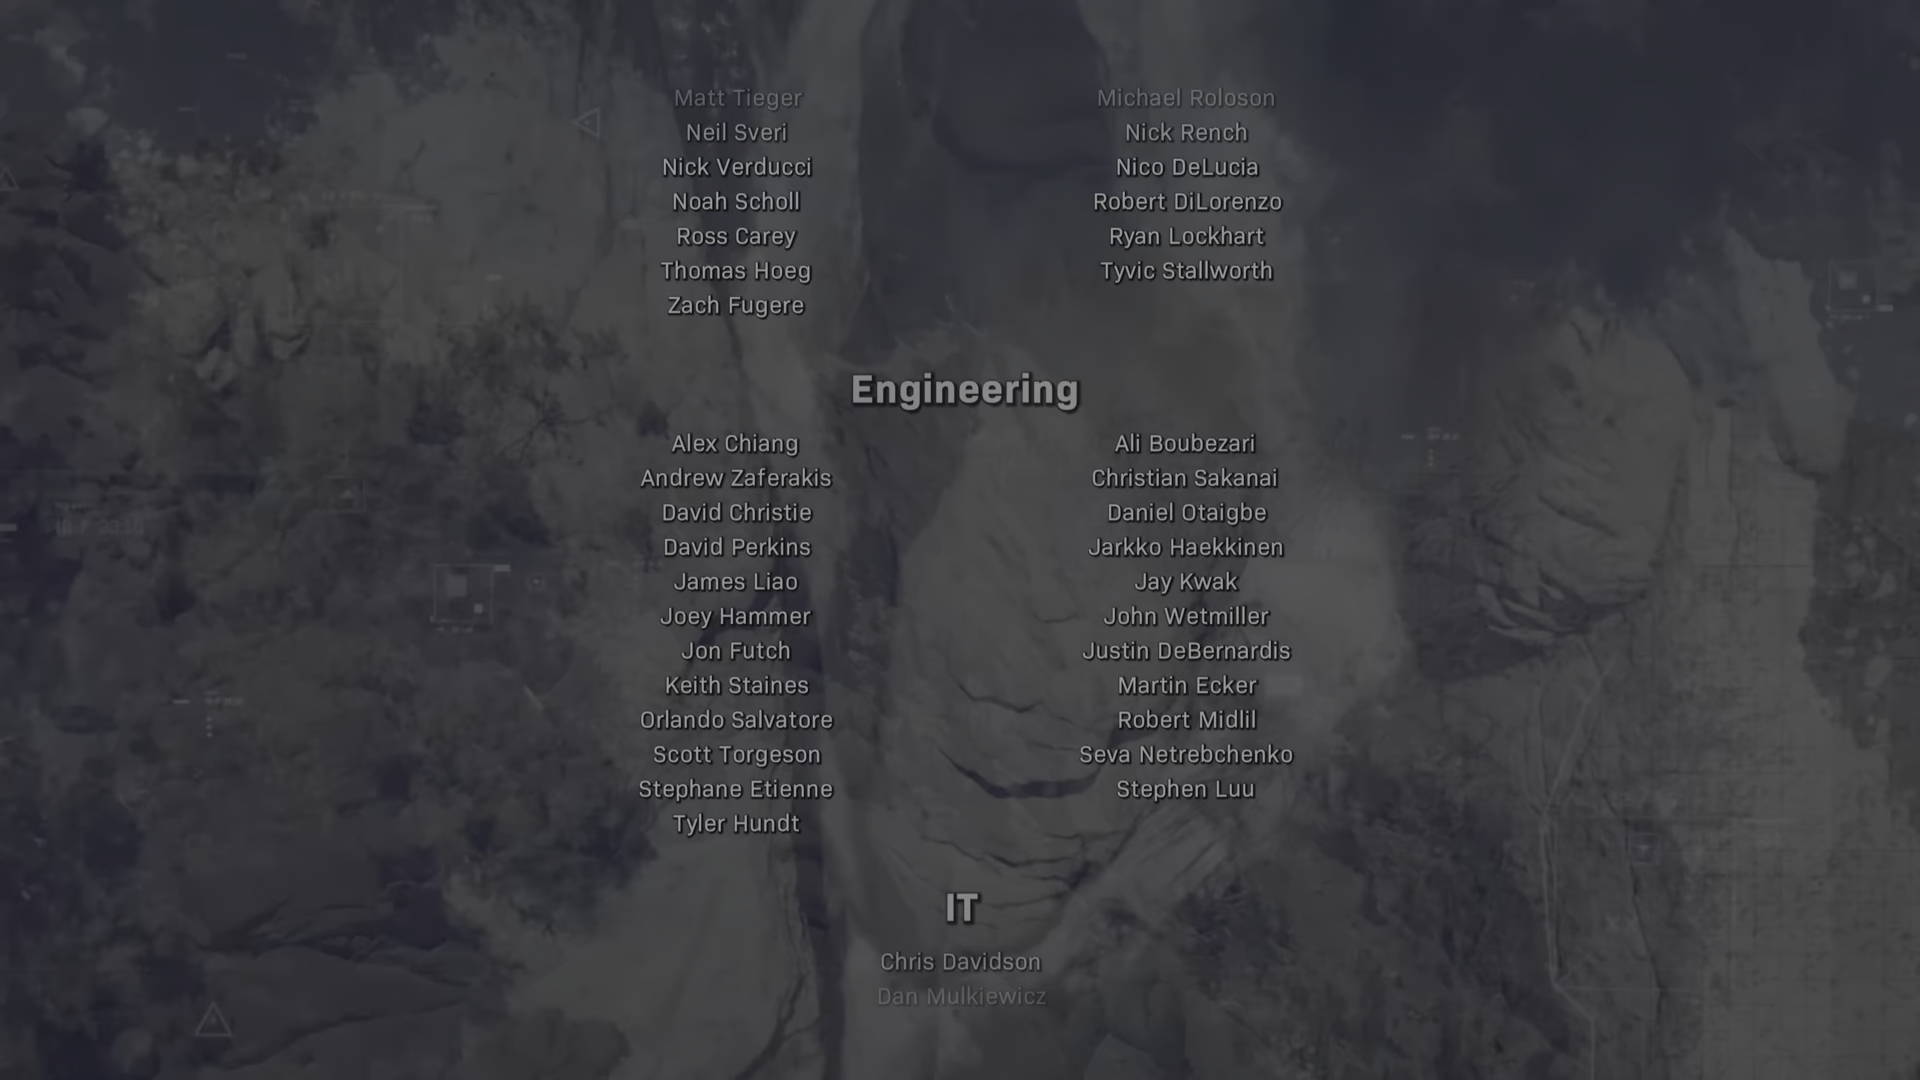 Matt Tieger Michael Roloson
Neil Sveri Nick Rench
Nick Verducci Nico DeLucia
Noah Scholl Robert DiLorenzo
Ross Carey Ryan Lockhart
Thomas Hoeg Tyvic Stallworth
Zach Fugere
Engineering
Alex Chiang Ali Boubezari
Andrew Zaferakis Christian Sakanai
David Christie Daniel Otaigbe
David Perkins Jarkko Haekkinen
James Liao Jay Kwak
Joey Hammer John Wetmiller
Jon Futch Justin DeBernardis
Keith Staines Martin Ecker
Orlando Salvatore Robert Midlil
Scott Torgeson Seva Netrebchenko
Stephane Etienne Stephen Luu
Tyler Hundt
IT
Chris Davidson
Dan Mulkiewicz